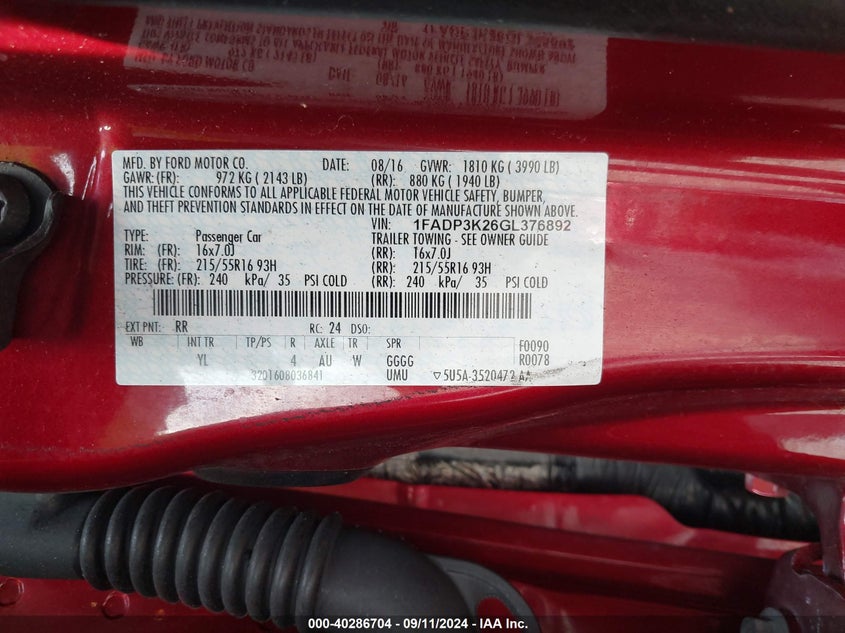 MFD. BY FORD MOTOR CO. DATE: 08/16 GVWR: 1810 KG ( 3990 LB)
GAWR: (FR): 972 KG ( 2143 LB) (RR): 880 KG ( 1940 LB)
THIS VEHICLE CONFORMS TO ALL APPLICABLE FEDERAL MOTOR VEHICLE SAFETY, BUMPER,
AND THEFT PREVENTION STANDARDS IN EFFECT ON THE DATE OF MANUFACTURE SHOWN ABOVE.
VIN: 1FADP3K26GL376892
TYPE: Passenger Car TRAILER TOWING - SEE OWNER GUIDE
RIM: (FR): 16x7.0J (RR): 16x7.0J
TIRE: (FR): 215/55R16 93H (RR): 215/55R16 93H
PRESSURE: (FR): 240 kPa/ 35 PSI COLD (RR): 240 kPa/ 35 PSI COLD
EXT PNT: RR RC: 24 DSO:
WB INT TR TP/PS R AXLE TR SPR F0090
YL 4 AU W GGGG R0078
3201608036841 UMU ▽ 5U5A-3520472-AA
000-40286704 - 09/11/2024 - IAA Inc.